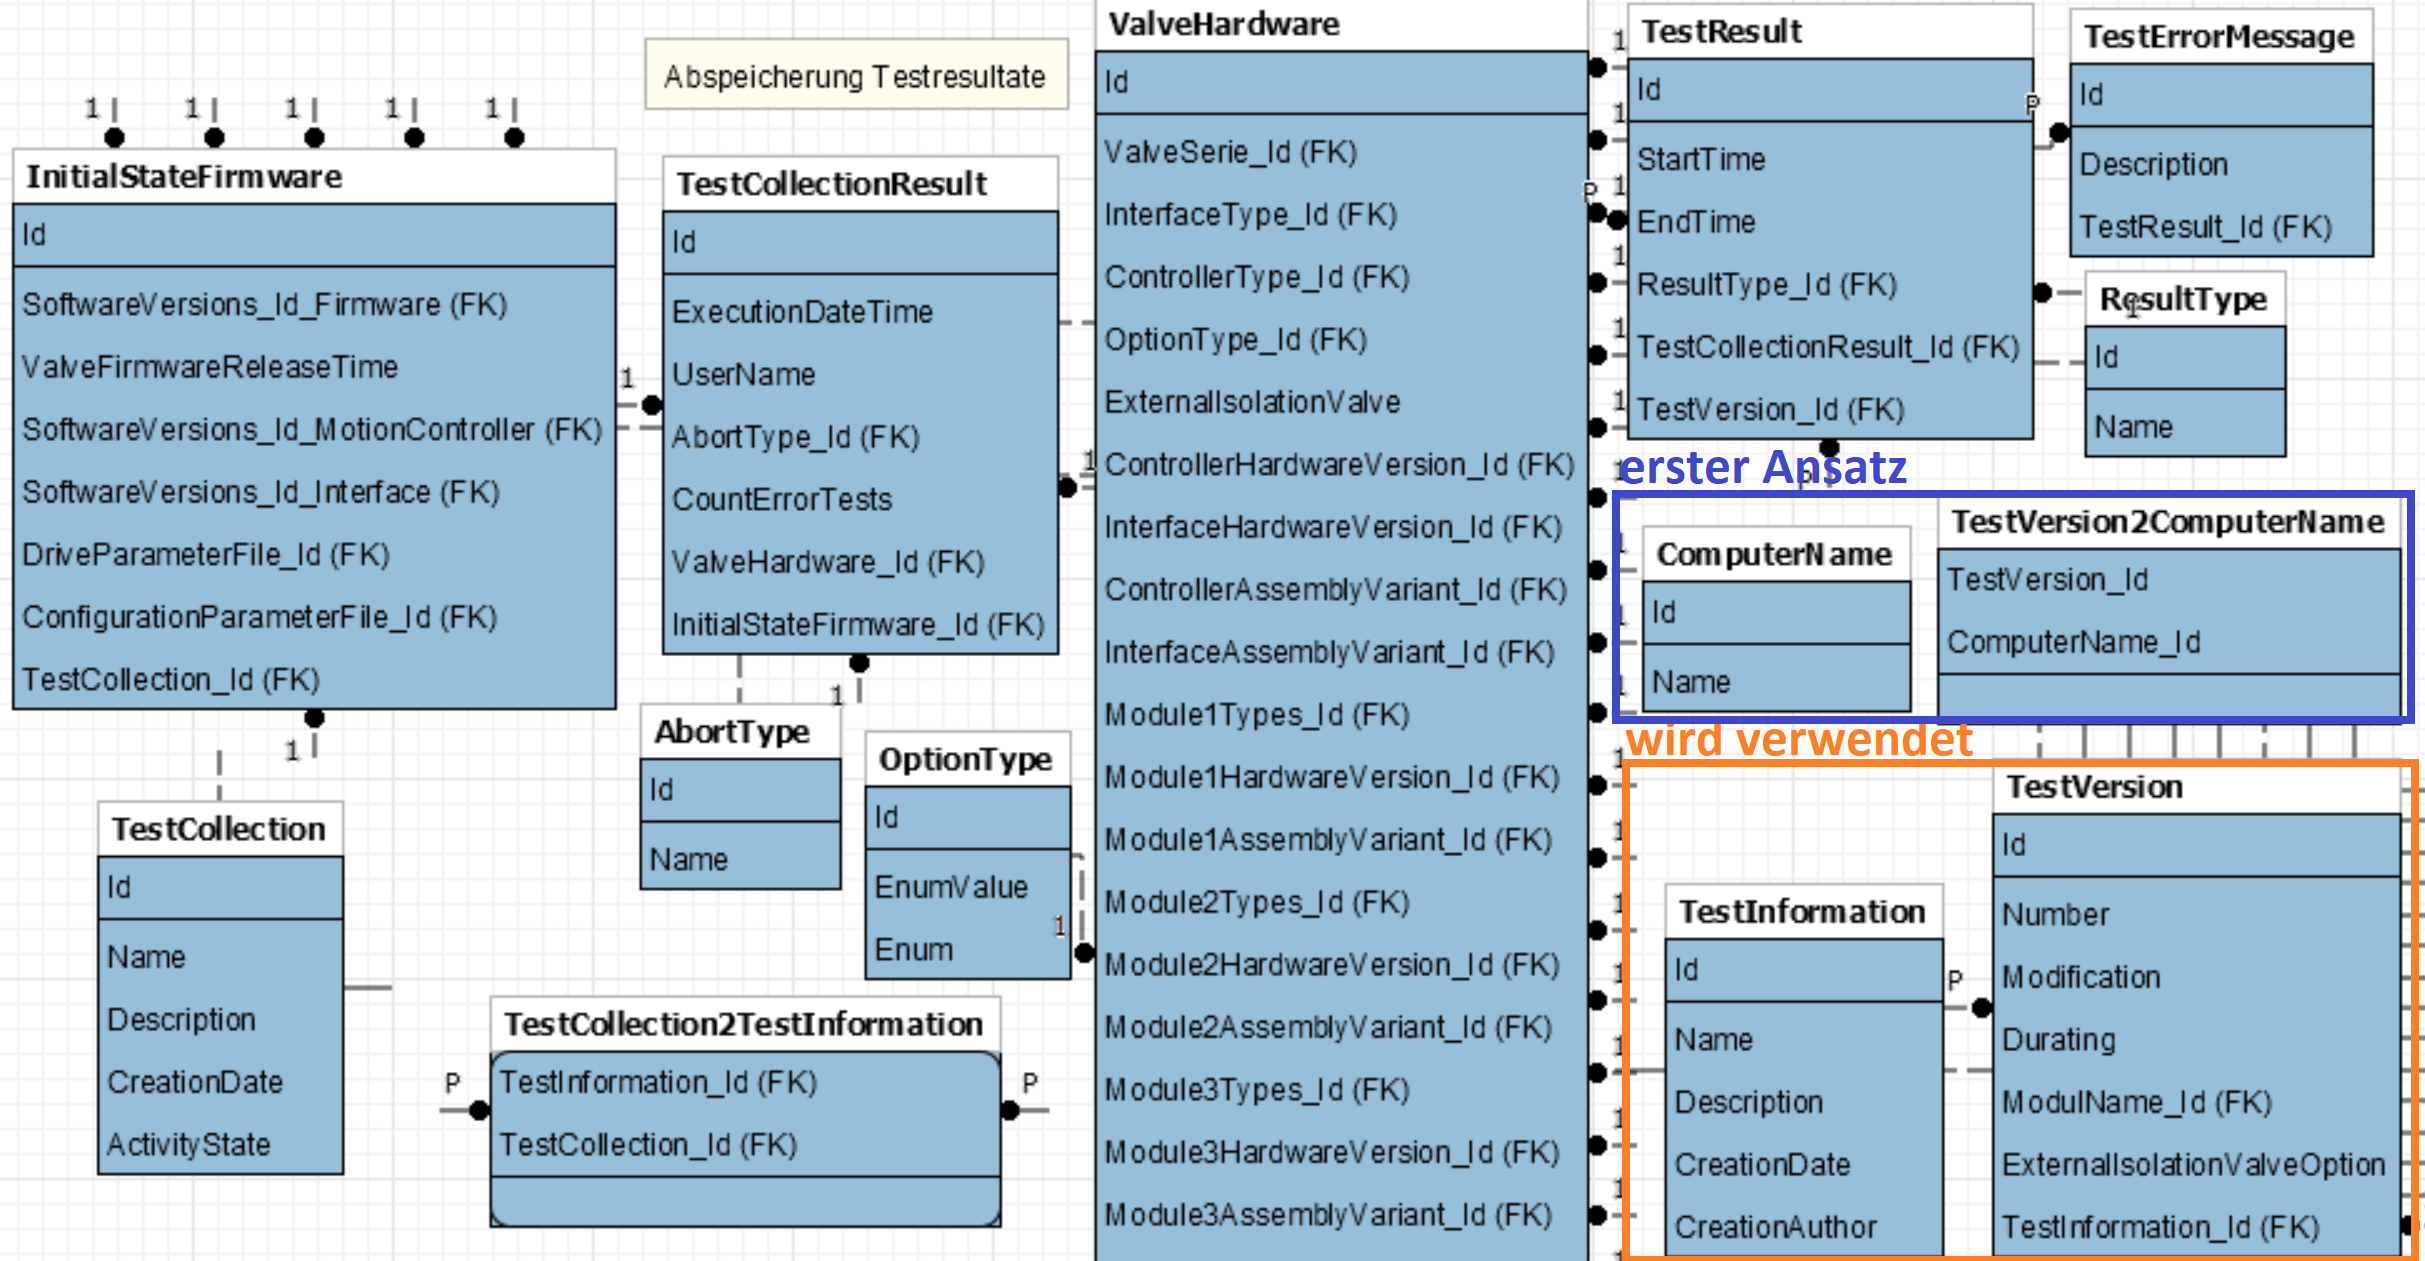 Abspeicherung Testresultate
1 1 1 1 1
InitialStateFirmware
Id
SoftwareVersions_Id_Firmware (FK)
ValveFirmwareReleaseTime
SoftwareVersions_Id_MotionController (FK)
SoftwareVersions_Id_Interface (FK)
DriveParameterFile_Id (FK)
ConfigurationParameterFile_Id (FK)
TestCollection_Id (FK)
1
1
TestCollection
Id
Name
Description
CreationDate
ActivityState
TestCollectionResult
Id
ExecutionDateTime
UserName
AbortType_Id (FK)
CountErrorTests
ValveHardware_Id (FK)
InitialStateFirmware_Id (FK)
1
1
AbortType
Id
Name
OptionType
Id
EnumValue
Enum
1
TestCollection2TestInformation
P
P
TestInformation_Id (FK)
TestCollection_Id (FK)
ValveHardware
Id
ValveSerie_Id (FK)
InterfaceType_Id (FK)
ControllerType_Id (FK)
OptionType_Id (FK)
ExternalIsolationValve
ControllerHardwareVersion_Id (FK)
InterfaceHardwareVersion_Id (FK)
ControllerAssemblyVariant_Id (FK)
InterfaceAssemblyVariant_Id (FK)
Module1Types_Id (FK)
Module1HardwareVersion_Id (FK)
Module1AssemblyVariant_Id (FK)
Module2Types_Id (FK)
Module2HardwareVersion_Id (FK)
Module2AssemblyVariant_Id (FK)
Module3Types_Id (FK)
Module3HardwareVersion_Id (FK)
Module3AssemblyVariant_Id (FK)
1
1
P
1
1
1
1
TestResult
Id
StartTime
EndTime
ResultType_Id (FK)
TestCollectionResult_Id (FK)
TestVersion_Id (FK)
P
TestErrorMessage
Id
Description
TestResult_Id (FK)
ResultType
Id
Name
erster Ansatz
ComputerName
Id
Name
TestVersion2ComputerName
TestVersion_Id
ComputerName_Id
wird verwendet
TestInformation
Id
Name
Description
CreationDate
CreationAuthor
P
TestVersion
Id
Number
Modification
Durating
ModulName_Id (FK)
ExternalIsolationValveOption
TestInformation_Id (FK)